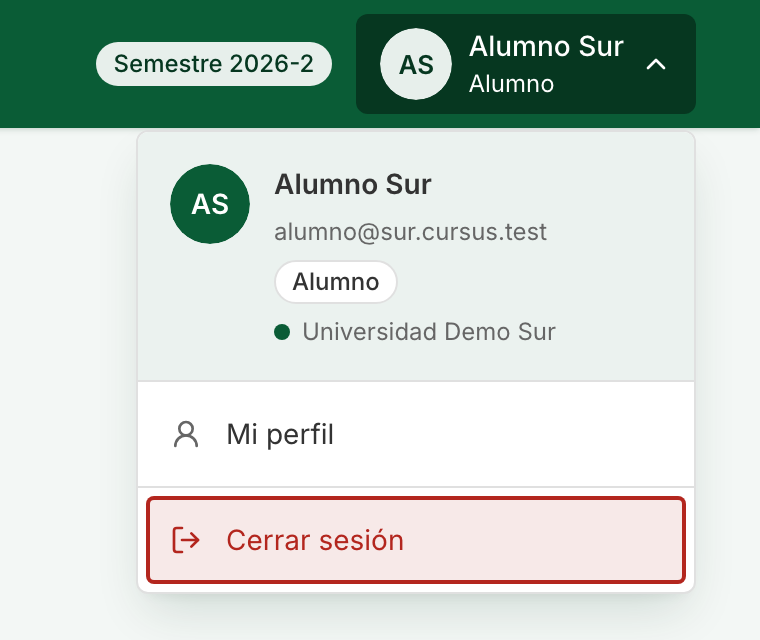 Semestre 2026-2
AS
Alumno Sur
Alumno
AS
Alumno Sur
alumno@sur.cursus.test
Alumno
Universidad Demo Sur
Mi perfil
Cerrar sesión